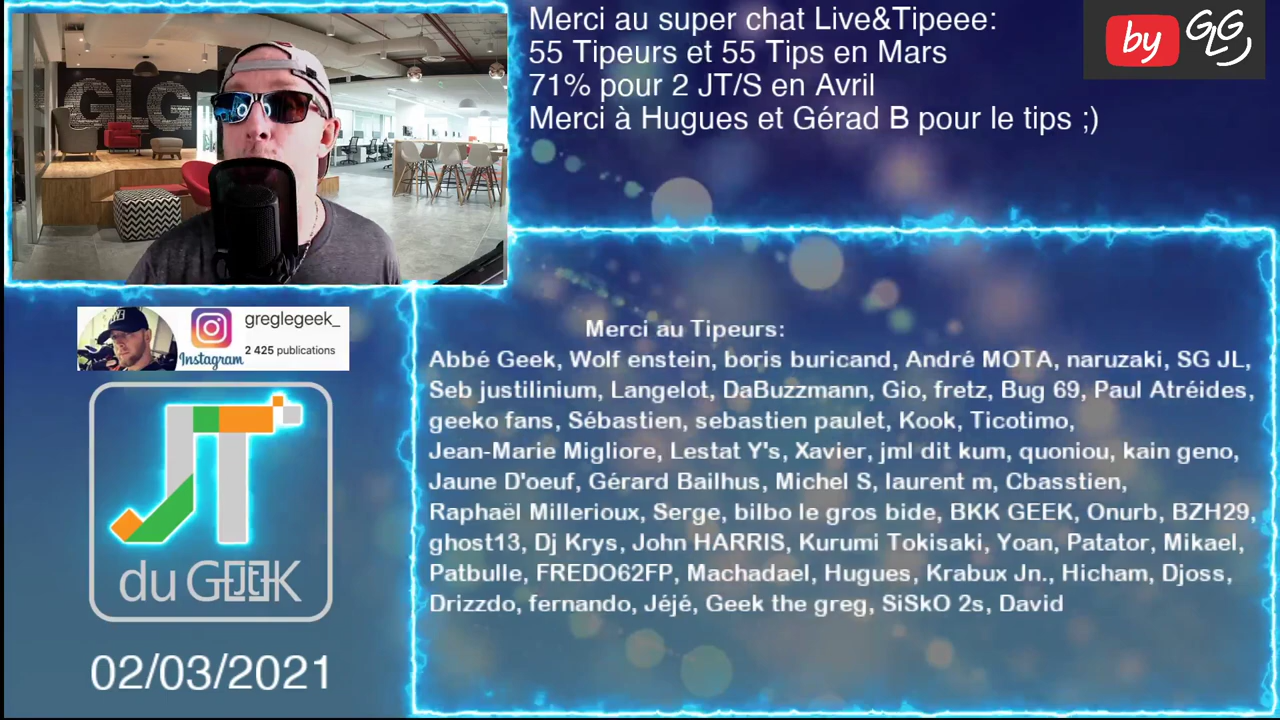 Merci au super chat Live&Tipeee:
55 Tipeurs et 55 Tips en Mars
71% pour 2 JT/S en Avril
Merci à Hugues et Gérad B pour le tips ;)
by GLG
GLG
greglegeek_
Instagram
2 425 publications
JT
du GEEK
02/03/2021
Merci au Tipeurs:
Abbé Geek, Wolf enstein, boris buricand, André MOTA, naruzaki, SG JL,
Seb justilinium, Langelot, DaBuzzmann, Gio, fretz, Bug 69, Paul Atréides,
geeko fans, Sébastien, sebastien paulet, Kook, Ticotimo,
Jean-Marie Migliore, Lestat Y's, Xavier, jml dit kum, quoniou, kain geno,
Jaune D'oeuf, Gérard Bailhus, Michel S, laurent m, Cbasstien,
Raphaël Millerioux, Serge, bilbo le gros bide, BKK GEEK, Onurb, BZH29,
ghost13, Dj Krys, John HARRIS, Kurumi Tokisaki, Yoan, Patator, Mikael,
Patbulle, FREDO62FP, Machadael, Hugues, Krabux Jn., Hicham, Djoss,
Drizzdo, fernando, Jéjé, Geek the greg, SiSkO 2s, David